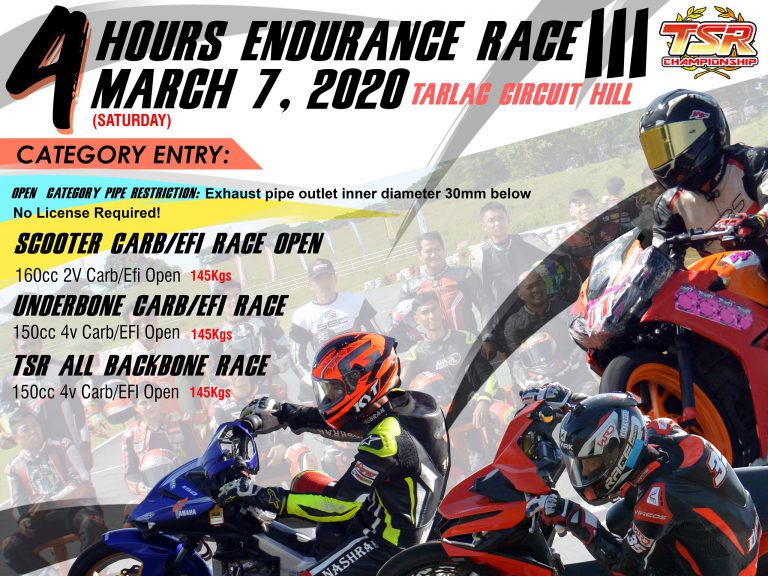 4 HOURS ENDURANCE RACE III
MARCH 7, 2020 TARLAC CIRCUIT HILL
(SATURDAY)
TSR
CHAMPIONSHIP
CATEGORY ENTRY:
OPEN CATEGORY PIPE RESTRICTION: Exhaust pipe outlet inner diameter 30mm below
No License Required!
SCOOTER CARB/EFI RACE OPEN
160cc 2V Carb/Efi Open 145Kgs
UNDERBONE CARB/EFI RACE
150cc 4v Carb/EFI Open 145Kgs
TSR ALL BACKBONE RACE
150cc 4v Carb/EFI Open 145Kgs
KYT
YAMAHA
NASHRAH
SEC